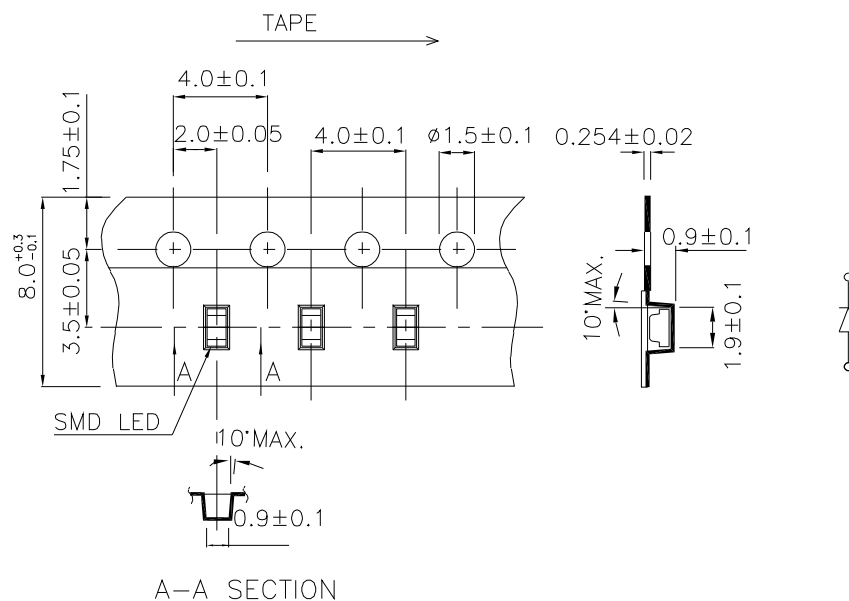 TAPE
4.0±0.1
2.0±0.05
4.0±0.1
ø1.5±0.1
0.254±0.02
1.75±0.1
8.0+0.3 -0.1
3.5±0.05
0.9±0.1
10°MAX.
1.9±0.1
A A
SMD LED
10°MAX.
0.9±0.1
A–A SECTION